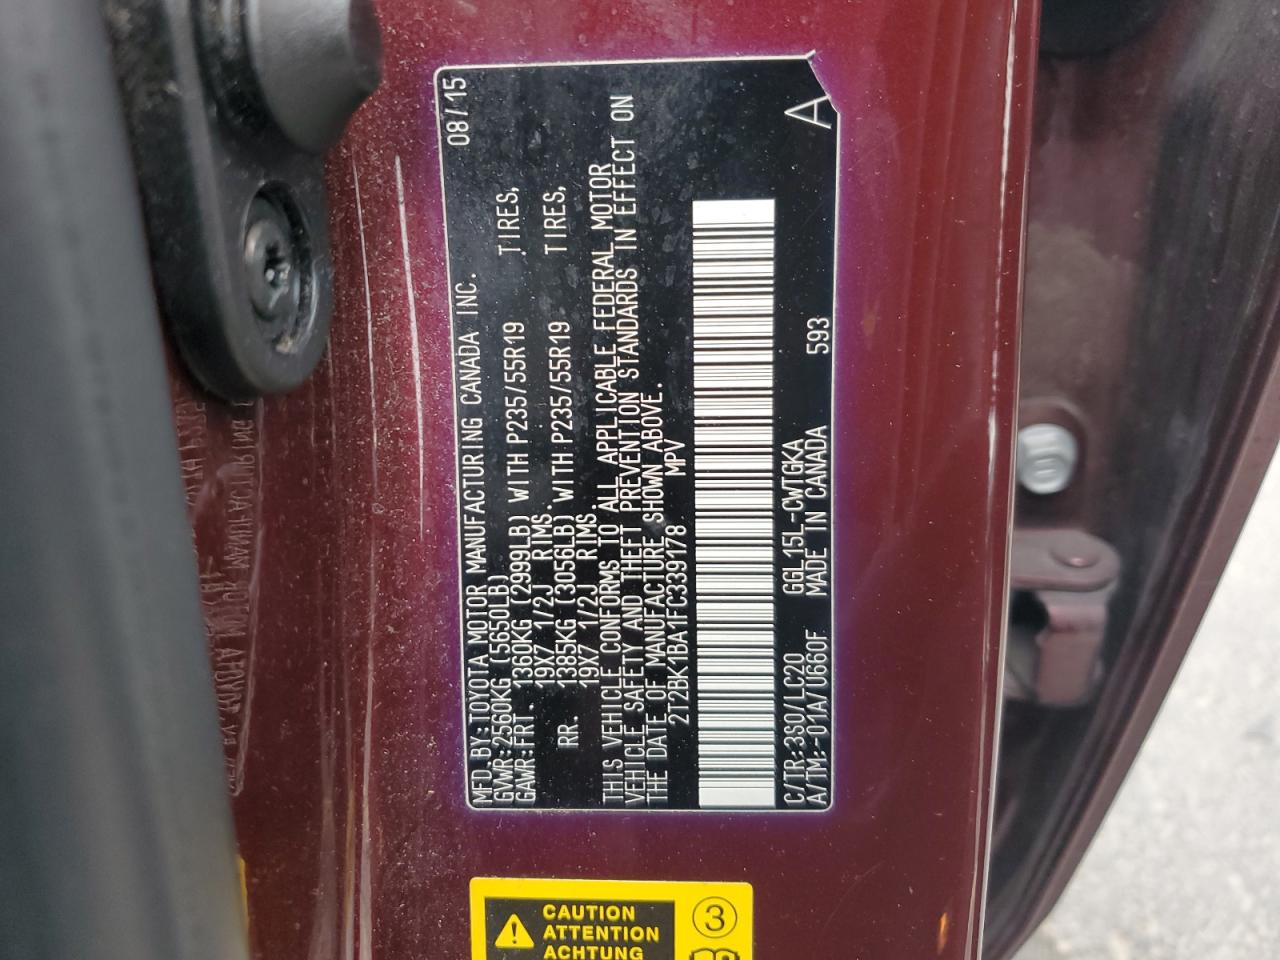 MFD.BY:TOYOTA MOTOR MANUFACTURING CANADA INC. 08/15
GVWR:2560KG (5650LB)
GAWR:FRT. 1360KG (2999LB) WITH P235/55R19 TIRES,
19X7 1/2J RIMS.
RR. 1385KG (3056LB) WITH P235/55R19 TIRES,
19X7 1/2J RIMS.
THIS VEHICLE CONFORMS TO ALL APPLICABLE FEDERAL MOTOR
VEHICLE SAFETY AND THEFT PREVENTION STANDARDS IN EFFECT ON
THE DATE OF MANUFACTURE SHOWN ABOVE.
2T2BK1BA1FC339178 MPV
C/TR:3S0/LC20 GGL15L-CWTGKA A
A/TM:-01A/U660F MADE IN CANADA 593
CAUTION
ATTENTION
ACHTUNG
3